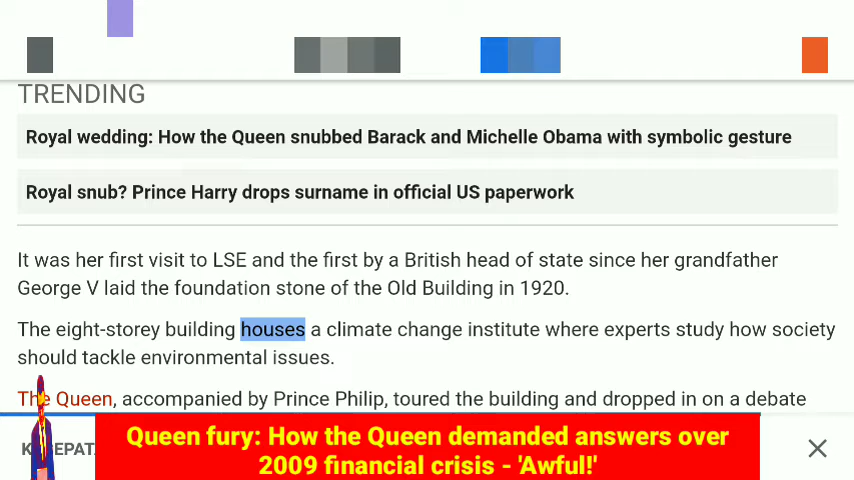 TRENDING
Royal wedding: How the Queen snubbed Barack and Michelle Obama with symbolic gesture
Royal snub? Prince Harry drops surname in official US paperwork
It was her first visit to LSE and the first by a British head of state since her grandfather
George V laid the foundation stone of the Old Building in 1920.
The eight-storey building houses a climate change institute where experts study how society
should tackle environmental issues.
The Queen, accompanied by Prince Philip, toured the building and dropped in on a debate
Queen fury: How the Queen demanded answers over
2009 financial crisis - 'Awful!'